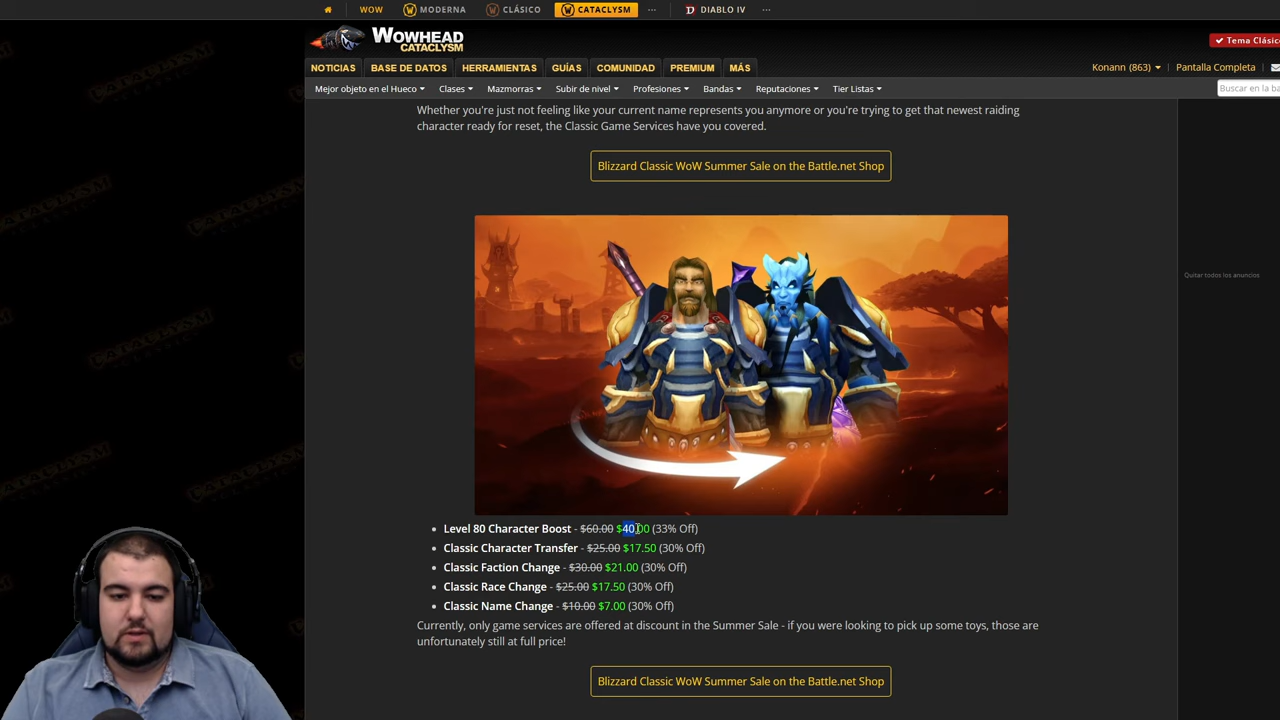 WOW MODERNA CLÁSICO CATACLYSM ··· DIABLO IV ···
WOWHEAD
CATACLYSM
Tema Clásic
NOTICIAS BASE DE DATOS HERRAMIENTAS GUÍAS COMUNIDAD PREMIUM MÁS
Konann (863) Pantalla Completa
Mejor objeto en el Hueco Clases Mazmorras Subir de nivel Profesiones Bandas Reputaciones Tier Listas
Buscar en la ba
Whether you're just not feeling like your current name represents you anymore or you're trying to get that newest raiding
character ready for reset, the Classic Game Services have you covered.
Blizzard Classic WoW Summer Sale on the Battle.net Shop
Quitar todos los anuncios
• Level 80 Character Boost - $60.00 $40.00 (33% Off)
• Classic Character Transfer - $25.00 $17.50 (30% Off)
• Classic Faction Change - $30.00 $21.00 (30% Off)
• Classic Race Change - $25.00 $17.50 (30% Off)
• Classic Name Change - $10.00 $7.00 (30% Off)
Currently, only game services are offered at discount in the Summer Sale - if you were looking to pick up some toys, those are
unfortunately still at full price!
Blizzard Classic WoW Summer Sale on the Battle.net Shop